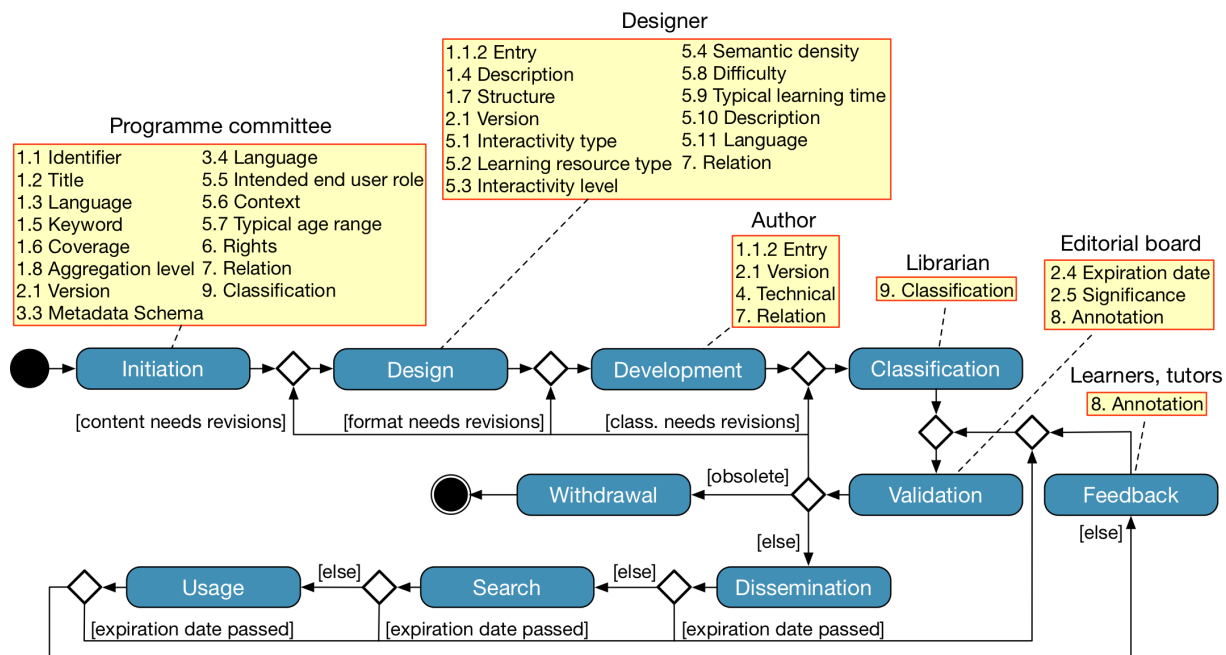 Designer
1.1.2 Entry
1.4 Description
1.7 Structure
2.1 Version
5.1 Interactivity type
5.2 Learning resource type
5.3 Interactivity level
5.4 Semantic density
5.8 Difficulty
5.9 Typical learning time
5.10 Description
5.11 Language
7. Relation
Programme committee
1.1 Identifier
1.2 Title
1.3 Language
1.5 Keyword
1.6 Coverage
1.8 Aggregation level
2.1 Version
3.3 Metadata Schema
3.4 Language
5.5 Intended end user role
5.6 Context
5.7 Typical age range
6. Rights
7. Relation
9. Classification
Author
1.1.2 Entry
2.1 Version
4. Technical
7. Relation
Librarian
9. Classification
Editorial board
2.4 Expiration date
2.5 Significance
8. Annotation
Initiation
Design
Development
Classification
Learners, tutors
8. Annotation
[content needs revisions]
[format needs revisions]
[class. needs revisions]
[obsolete]
Withdrawal
Validation
Feedback
[else]
[else]
[else]
[else]
Usage
Search
Dissemination
[expiration date passed]
[expiration date passed]
[expiration date passed]